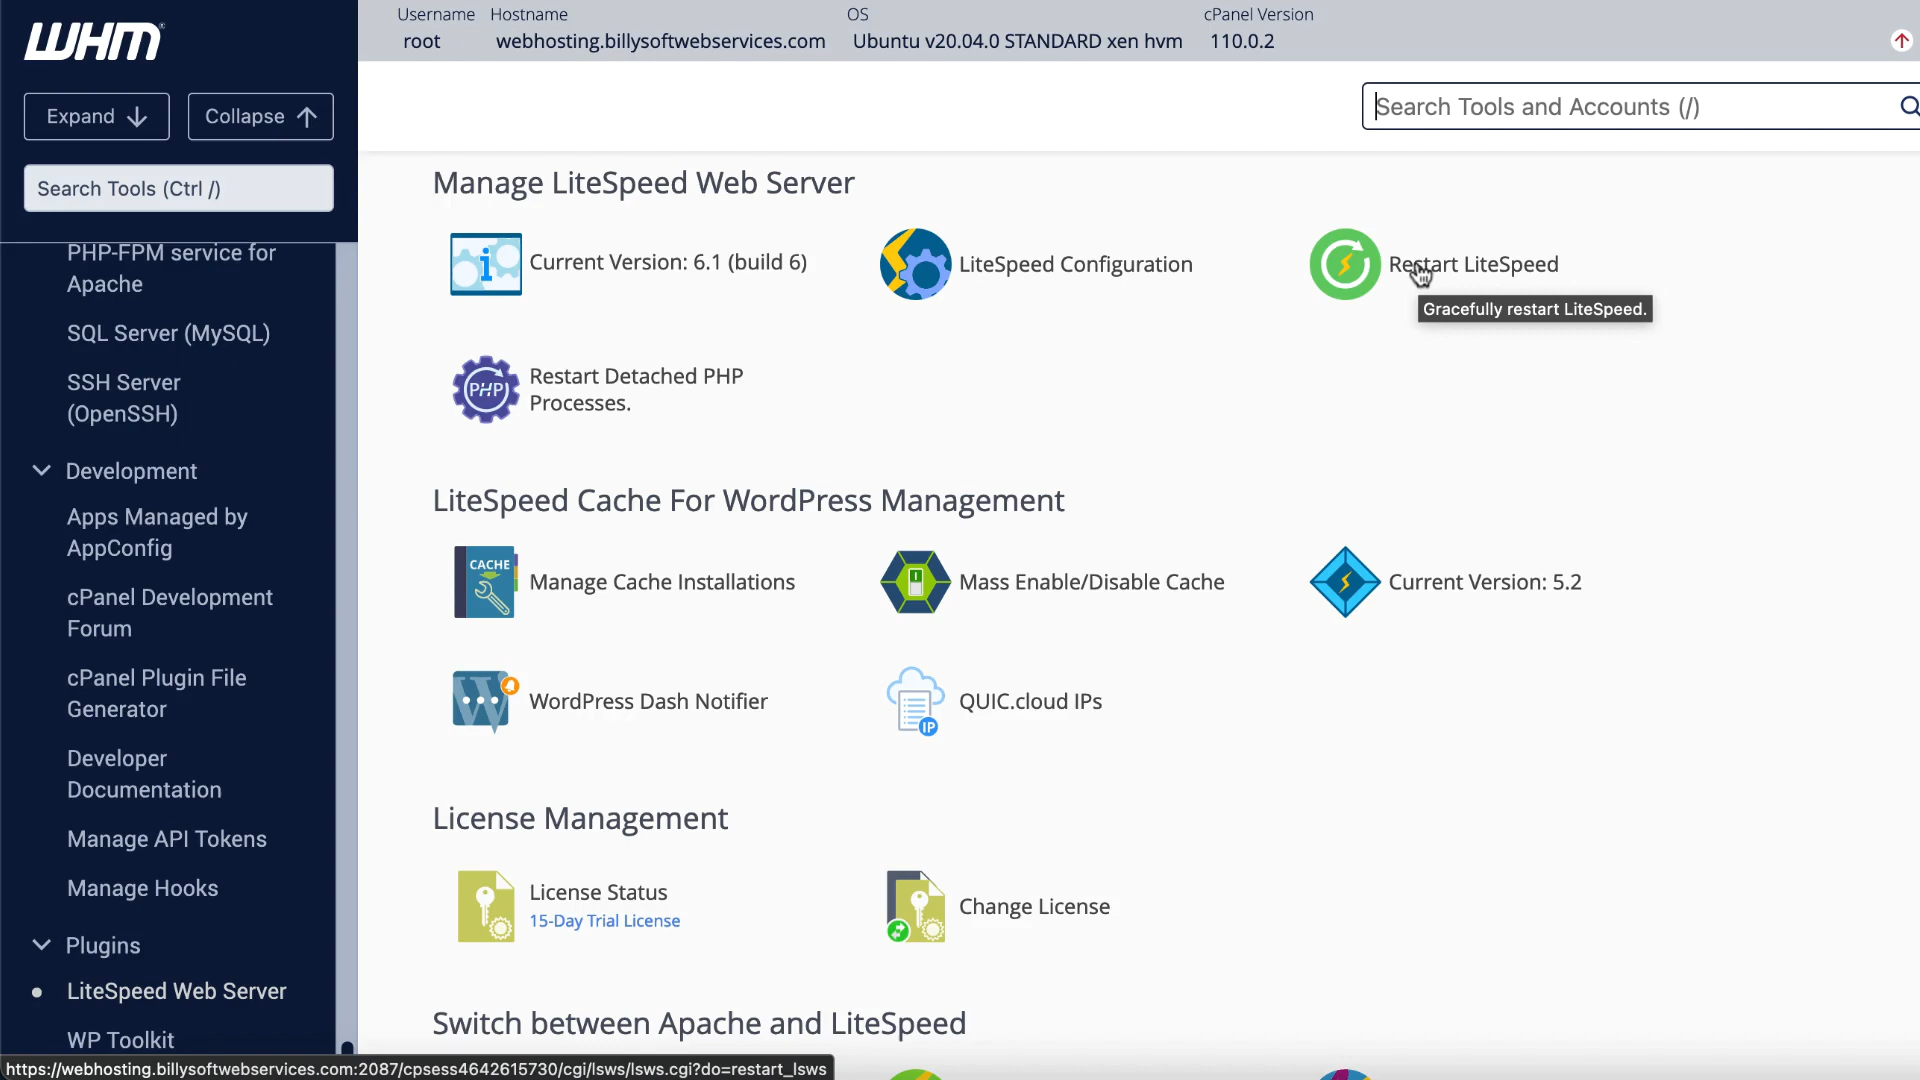 WHM
Username
root
Hostname
webhosting.billysoftwebservices.com
OS
Ubuntu v20.04.0 STANDARD xen hvm
cPanel Version
110.0.2
Expand
Collapse
Search Tools (Ctrl /)
Search Tools and Accounts (/)
PHP-FPM service for
Apache
SQL Server (MySQL)
SSH Server
(OpenSSH)
Development
Apps Managed by
AppConfig
cPanel Development
Forum
cPanel Plugin File
Generator
Developer
Documentation
Manage API Tokens
Manage Hooks
Plugins
LiteSpeed Web Server
WP Toolkit
Manage LiteSpeed Web Server
Current Version: 6.1 (build 6)
LiteSpeed Configuration
Restart LiteSpeed
Gracefully restart LiteSpeed.
PHP
Restart Detached PHP
Processes.
LiteSpeed Cache For WordPress Management
CACHE
Manage Cache Installations
Mass Enable/Disable Cache
Current Version: 5.2
WordPress Dash Notifier
IP
QUIC.cloud IPs
License Management
License Status
15-Day Trial License
Change License
Switch between Apache and LiteSpeed
https://webhosting.billysoftwebservices.com:2087/cpsess4642615730/cgi/lsws/lsws.cgi?do=restart_lsws